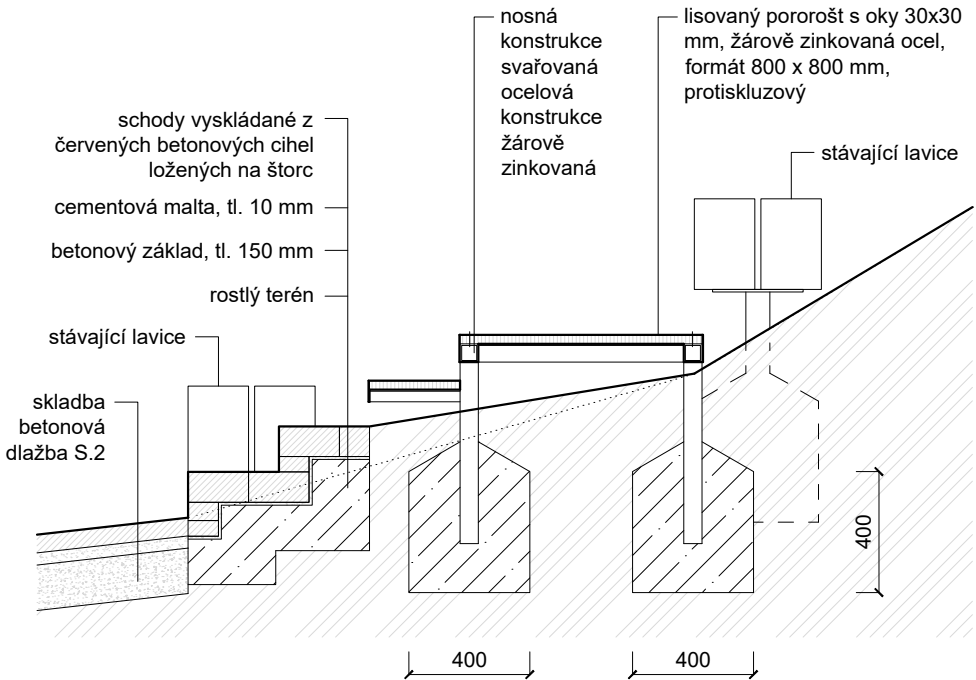 nosná
konstrukce
svařovaná
ocelová
konstrukce
žárově
zinkovaná
lisovaný pororošt s oky 30x30
mm, žárově zinkovaná ocel,
formát 800 x 800 mm,
protiskluzový
schody vyskládané z
červených betonových cihel
ložených na štorc
cementová malta, tl. 10 mm
betonový základ, tl. 150 mm
rostlý terén
stávající lavice
stávající lavice
skladba
betonová
dlažba S.2
400
400
400